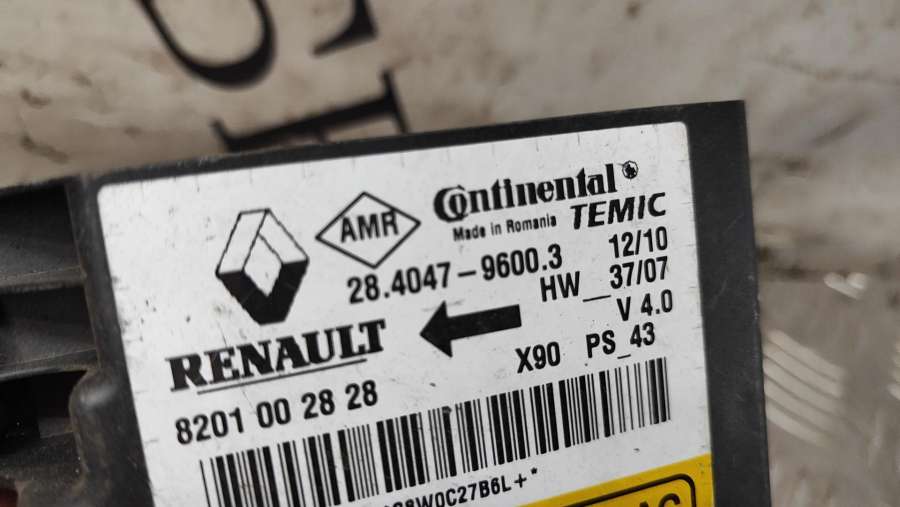 AMR
Continental
Made in Romania TEMIC
28.4047-9600.3 12/10
HW_37/07
V 4.0
RENAULT
X90 PS_43
8201 00 28 28